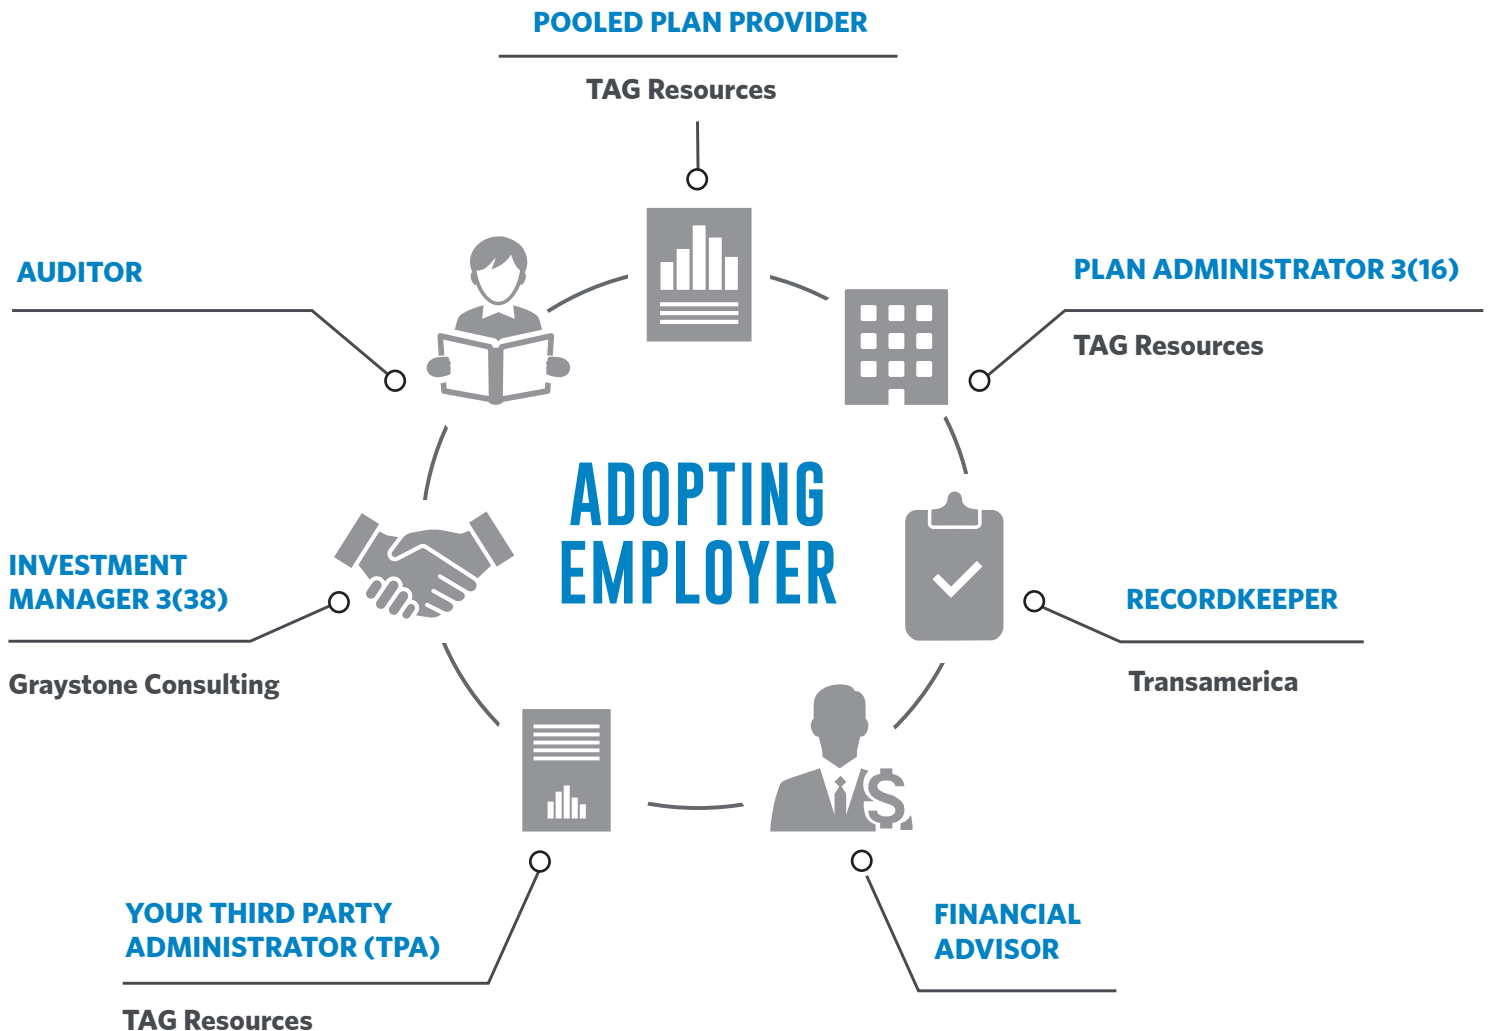 POOLED PLAN PROVIDER
TAG Resources
AUDITOR
PLAN ADMINISTRATOR 3(16)
TAG Resources
ADOPTING
EMPLOYER
INVESTMENT
MANAGER 3(38)
Graystone Consulting
RECORDKEEPER
Transamerica
YOUR THIRD PARTY
ADMINISTRATOR (TPA)
TAG Resources
FINANCIAL
ADVISOR
$